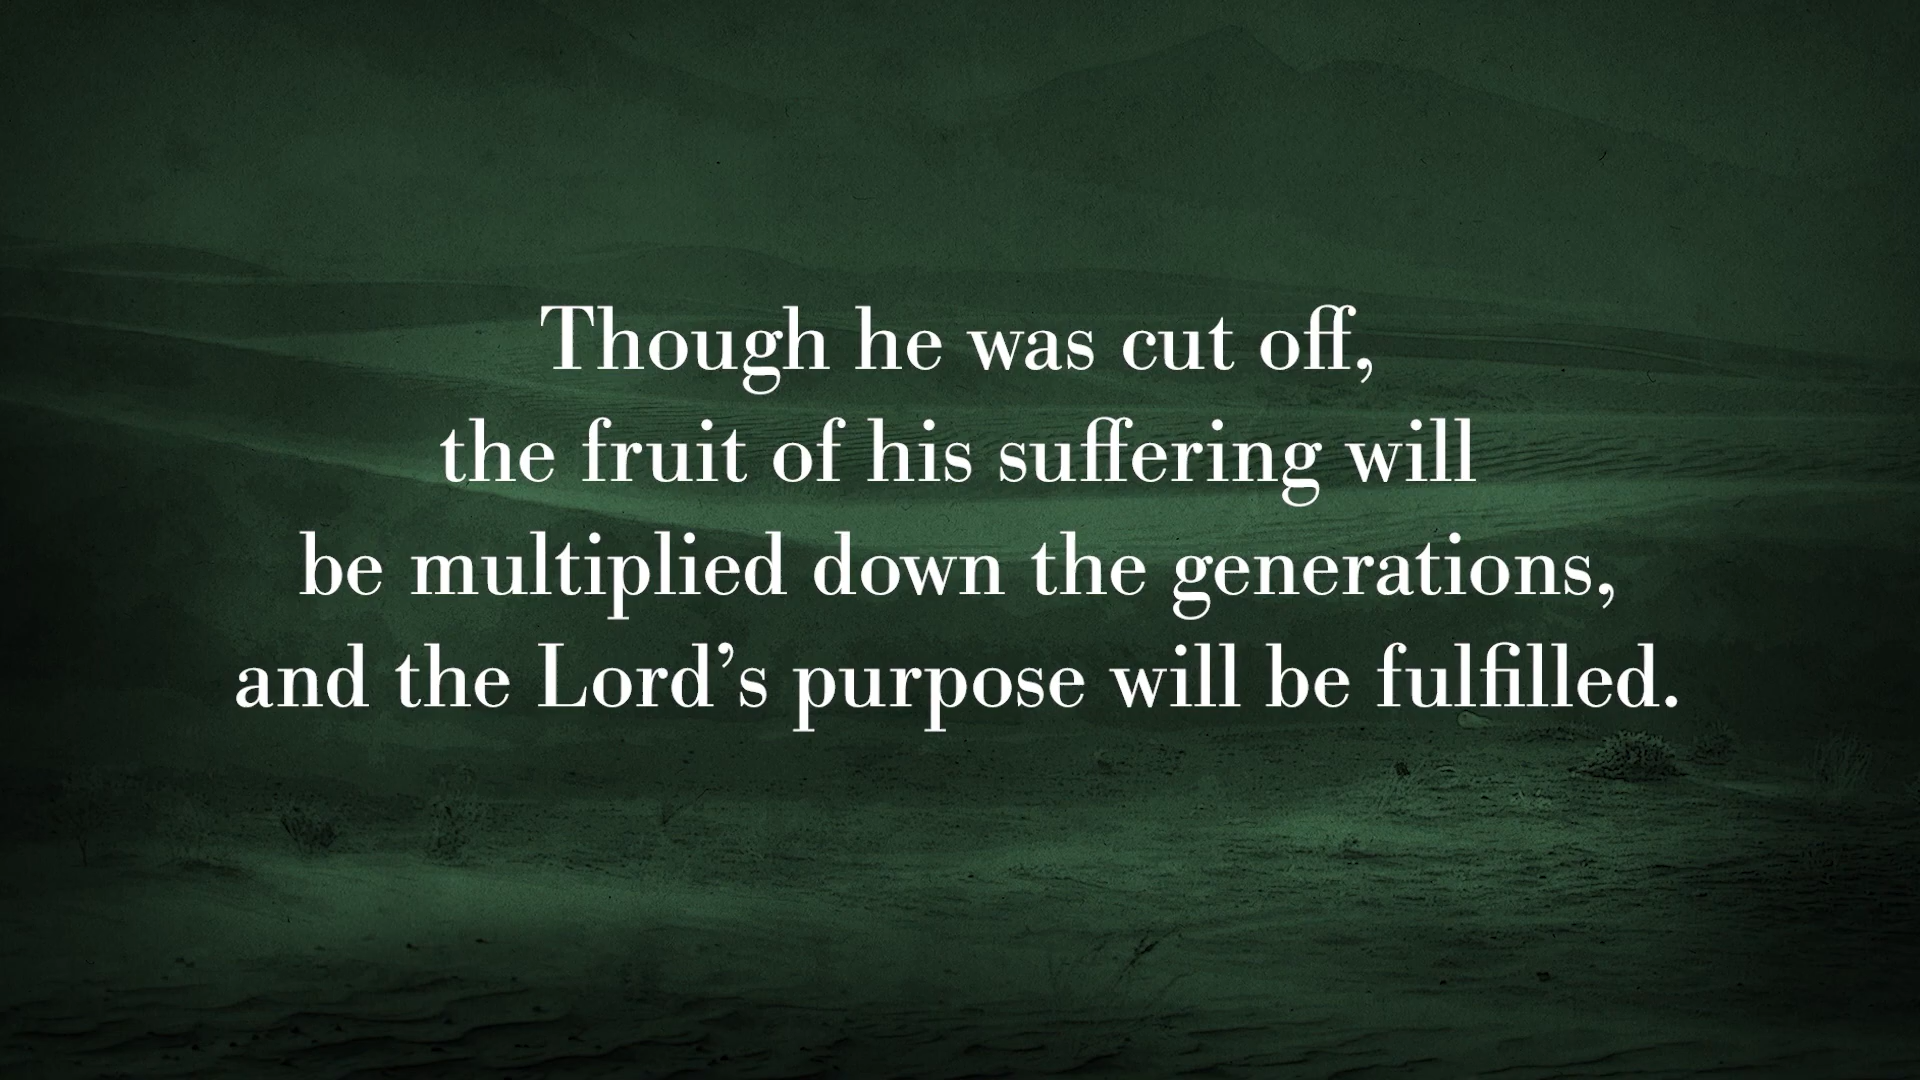 Though he was cut off,
the fruit of his suffering will
be multiplied down the generations,
and the Lord’s purpose will be fulfilled.